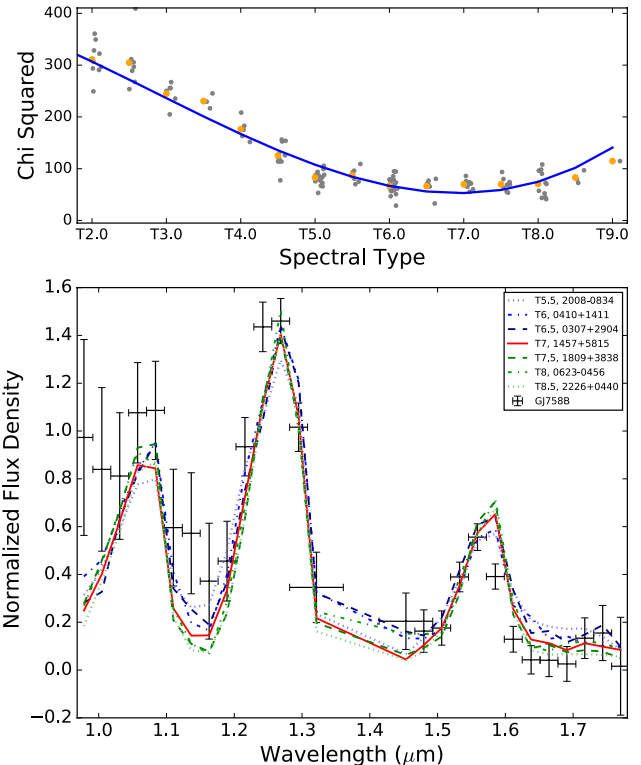 400
300
200
100
0
Chi Squared
T2.0 T3.0 T4.0 T5.0 T6.0 T7.0 T8.0 T9.0
Spectral Type
1.6
1.4
1.2
1.0
0.8
0.6
0.4
0.2
0.0
−0.2
Normalized Flux Density
T5.5, 2008-0834
T6, 0410+1411
T6.5, 0307+2904
T7, 1457+5815
T7.5, 1809+3838
T8, 0623-0456
T8.5, 2226+0440
GJ758B
1.0 1.1 1.2 1.3 1.4 1.5 1.6 1.7
Wavelength (μm)